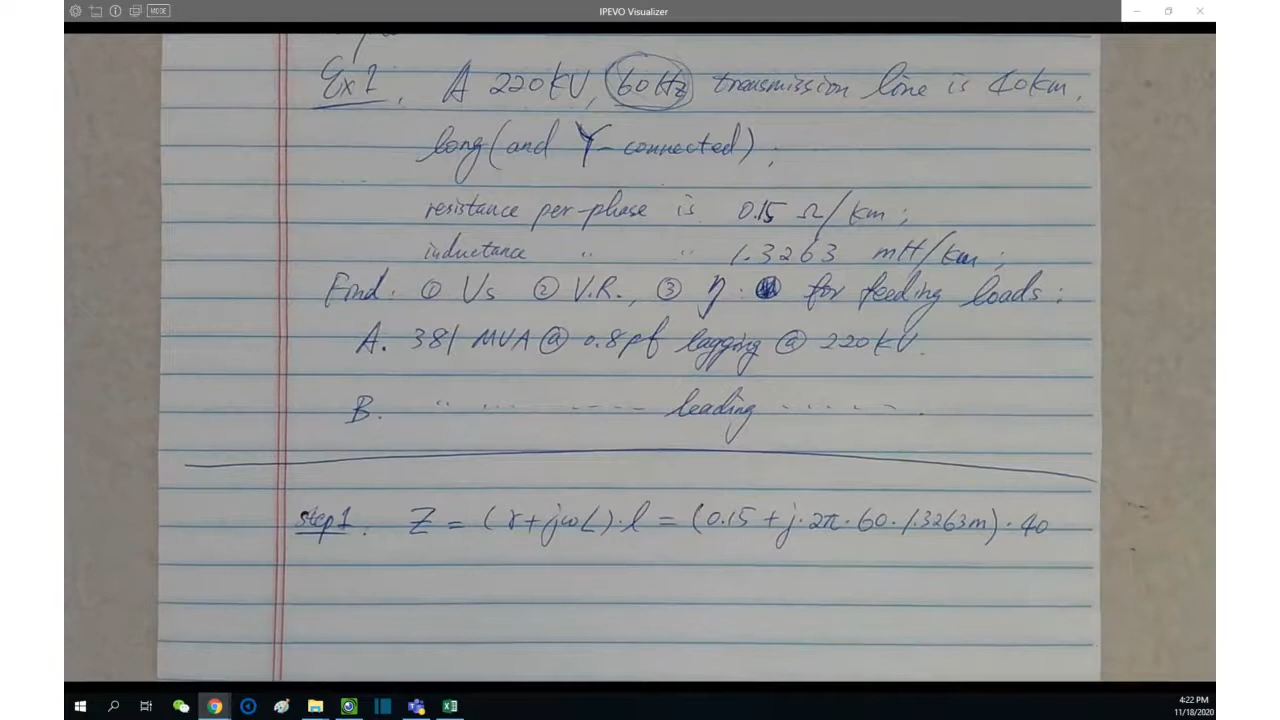 IPEVO Visualizer
MODE
Ex1. A 220kV, 60Hz transmission line is 40km.
long (and Y-connected);
resistance per-phase is 0.15 Ω/km;
inductance " " 1.3263 mH/km;
Find: ① Vs ② V.R., ③ η: for feeding loads:
A. 381 MVA @ 0.8pf lagging @ 220kV.
B. " ... ---- leading - - - - - .
step1. Z = (r+jωL)·l = (0.15 + j·2π·60·1.3263m)·40
4:22 PM
11/18/2020